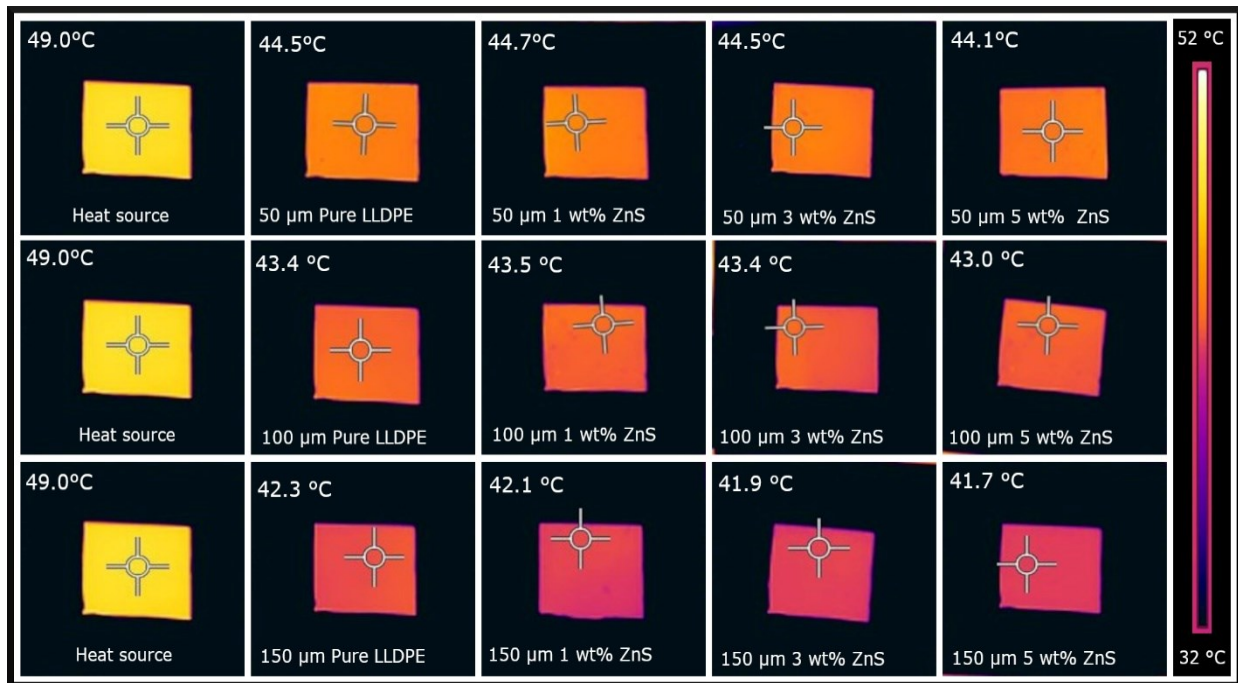 49.0°C
44.5°C
44.7°C
44.5°C
44.1°C
52 °C
Heat source
50 µm Pure LLDPE
50 µm 1 wt% ZnS
50 µm 3 wt% ZnS
50 µm 5 wt% ZnS
49.0°C
43.4 °C
43.5 °C
43.4 °C
43.0 °C
Heat source
100 µm Pure LLDPE
100 µm 1 wt% ZnS
100 µm 3 wt% ZnS
100 µm 5 wt% ZnS
49.0°C
42.3 °C
42.1 °C
41.9 °C
41.7 °C
Heat source
150 µm Pure LLDPE
150 µm 1 wt% ZnS
150 µm 3 wt% ZnS
150 µm 5 wt% ZnS
32 °C